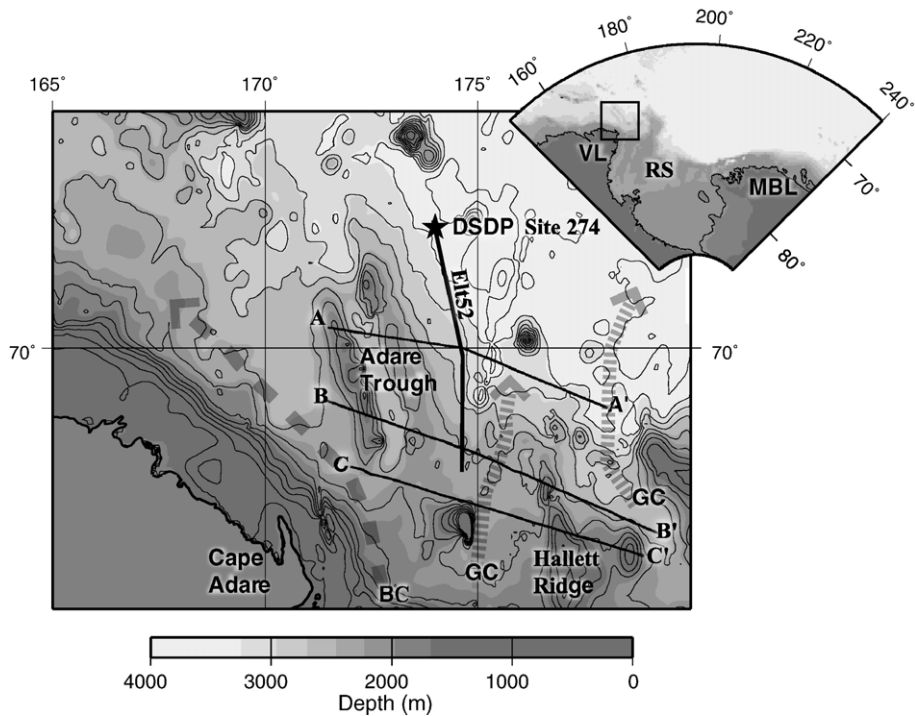 160°
180°
200°
220°
240°
70°
80°
VL
RS
MBL
165°
170°
175°
DSDP Site 274
Elt52
70°
70°
A
Adare
Trough
A'
B
C
GC
B'
C'
Cape
Adare
BC
GC
Hallett
Ridge
4000
3000
2000
1000
0
Depth (m)